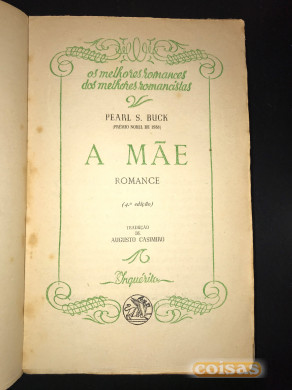 os melhores romances
dos melhores romancistas
PEARL S. BUCK
(PRÉMIO NOBEL DE 1938)
A MÃE
ROMANCE
(4.ª edição)
TRADUÇÃO
DE
AUGUSTO CASIMIRO
Inquérito
coisas